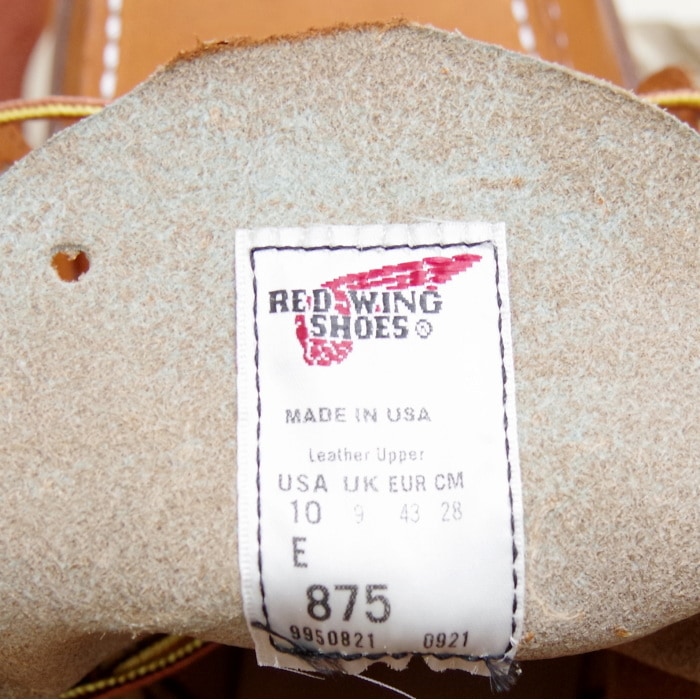 RED WING
SHOES ®
MADE IN USA
Leather Upper
USA UK EUR CM
10 9 43 28
E
875
9950821 0921